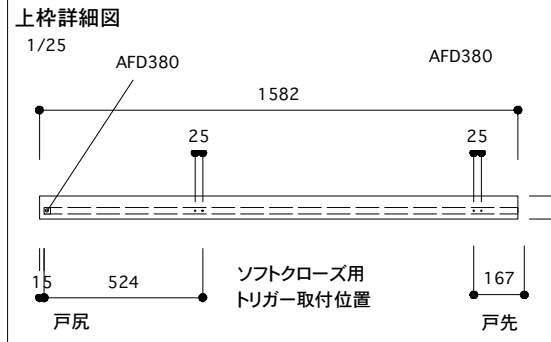 上枠詳細図
1/25
AFD380
AFD380
1582
25
25
15
524
ソフトクローズ用
トリガー取付位置
167
戸尻
戸先